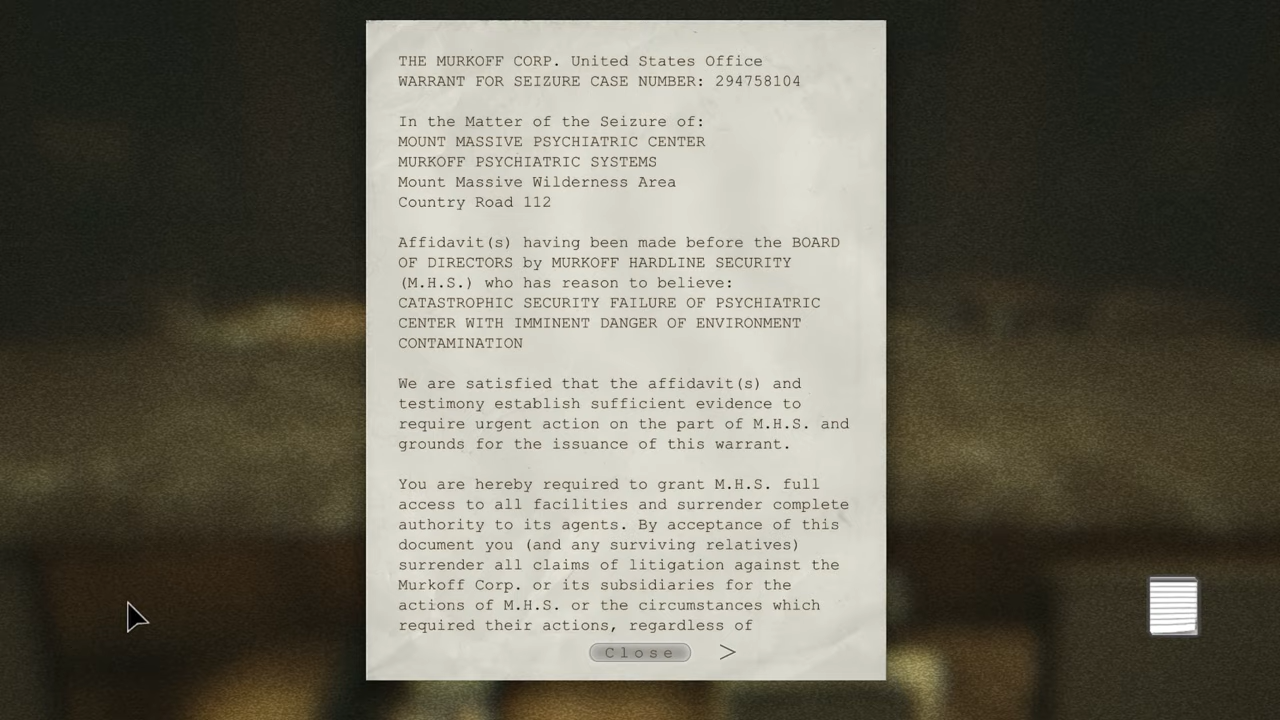 THE MURKOFF CORP. United States Office
WARRANT FOR SEIZURE CASE NUMBER: 294758104
In the Matter of the Seizure of:
MOUNT MASSIVE PSYCHIATRIC CENTER
MURKOFF PSYCHIATRIC SYSTEMS
Mount Massive Wilderness Area
Country Road 112
Affidavit(s) having been made before the BOARD
OF DIRECTORS by MURKOFF HARDLINE SECURITY
(M.H.S.) who has reason to believe:
CATASTROPHIC SECURITY FAILURE OF PSYCHIATRIC
CENTER WITH IMMINENT DANGER OF ENVIRONMENT
CONTAMINATION
We are satisfied that the affidavit(s) and
testimony establish sufficient evidence to
require urgent action on the part of M.H.S. and
grounds for the issuance of this warrant.
You are hereby required to grant M.H.S. full
access to all facilities and surrender complete
authority to its agents. By acceptance of this
document you (and any surviving relatives)
surrender all claims of litigation against the
Murkoff Corp. or its subsidiaries for the
actions of M.H.S. or the circumstances which
required their actions, regardless of
Close >